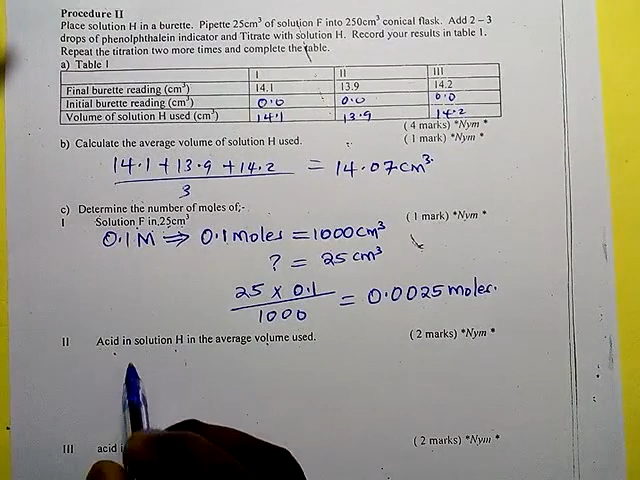 Procedure II
Place solution H in a burette. Pipette 25cm³ of solution F into 250cm³ conical flask. Add 2 – 3
drops of phenolphthalein indicator and Titrate with solution H. Record your results in table 1.
Repeat the titration two more times and complete the table.
a) Table 1
I II III
Final burette reading (cm³) 14.1 13.9 14.2
Initial burette reading (cm³) 0.0 0.0 0.0
Volume of solution H used (cm³) 14.1 13.9 14.2
( 4 marks) *Nym *
b) Calculate the average volume of solution H used. ( 1 mark) *Nym *
14.1 + 13.9 + 14.2 = 14.07cm³
3
c) Determine the number of moles of;-
I Solution F in 25cm³ ( 1 mark) *Nym *
0.1M ⇒ 0.1moles = 1000cm³
? = 25cm³
25 x 0.1 = 0.0025moles.
1000
II Acid in solution H in the average volume used. ( 2 marks) *Nym *
III acid ( 2 marks) *Nym *